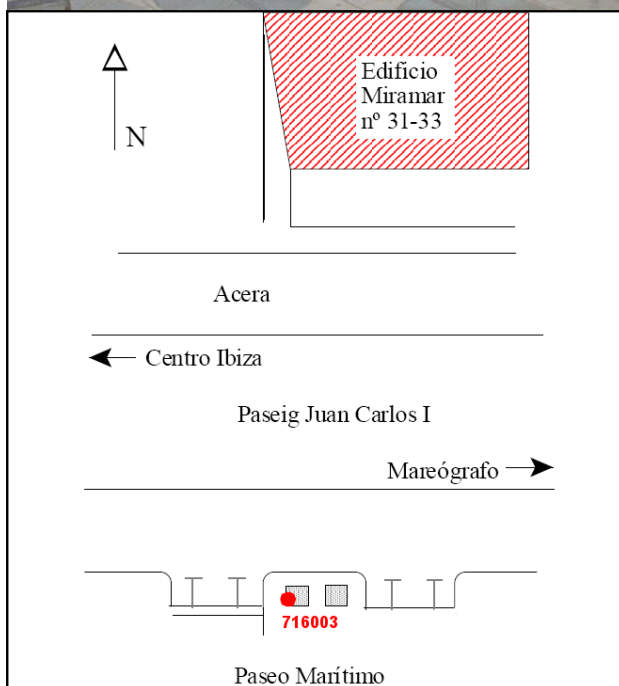 Edificio
Miramar
nº 31-33
N
Acera
Centro Ibiza
Paseig Juan Carlos I
Mareógrafo
716003
Paseo Marítimo